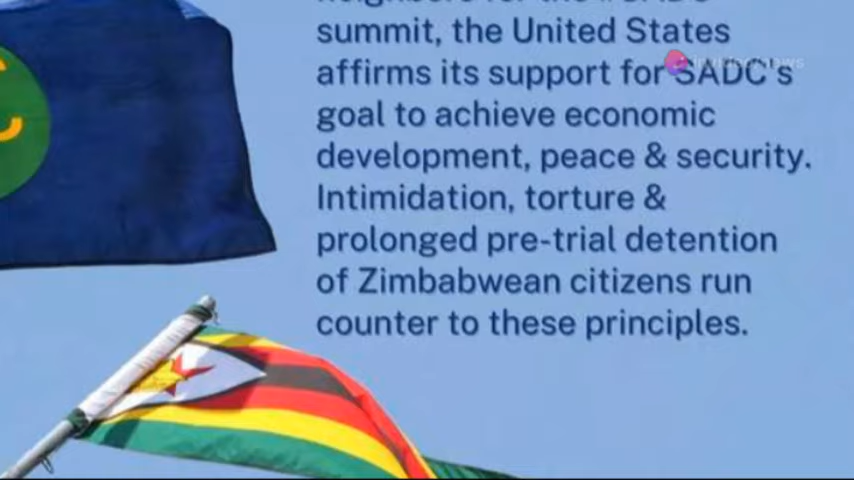 summit, the United States
affirms its support for SADC's
goal to achieve economic
development, peace & security.
Intimidation, torture &
prolonged pre-trial detention
of Zimbabwean citizens run
counter to these principles.